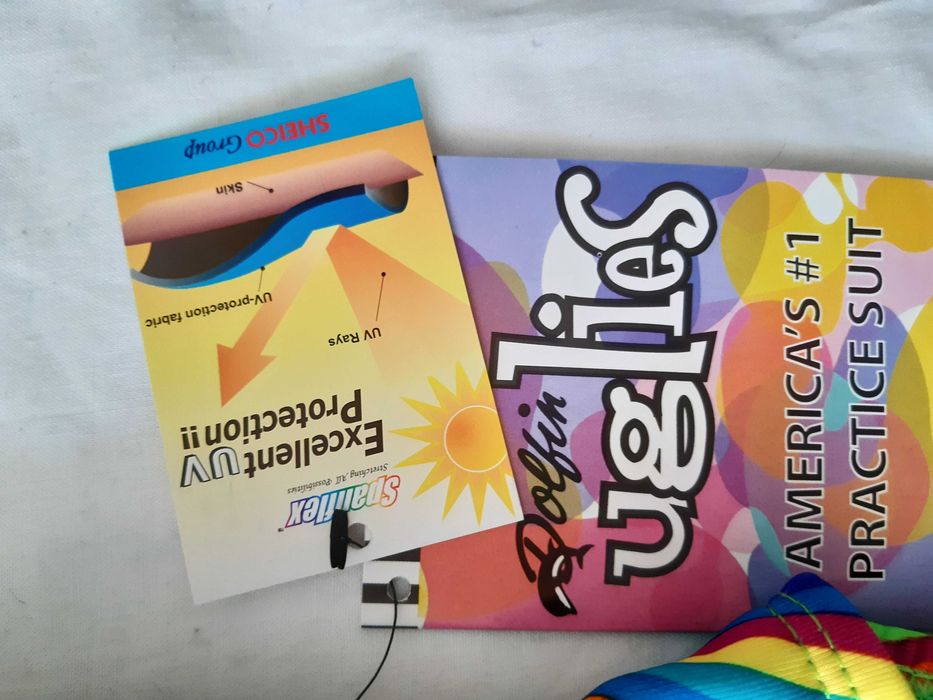 Spanflex™
Stretching All Possibilities
Excellent UV
Protection!!
UV Rays
UV-protection fabric
Skin
SHEICO Group
Dolfin
uglies
AMERICA'S #1
PRACTICE SUIT